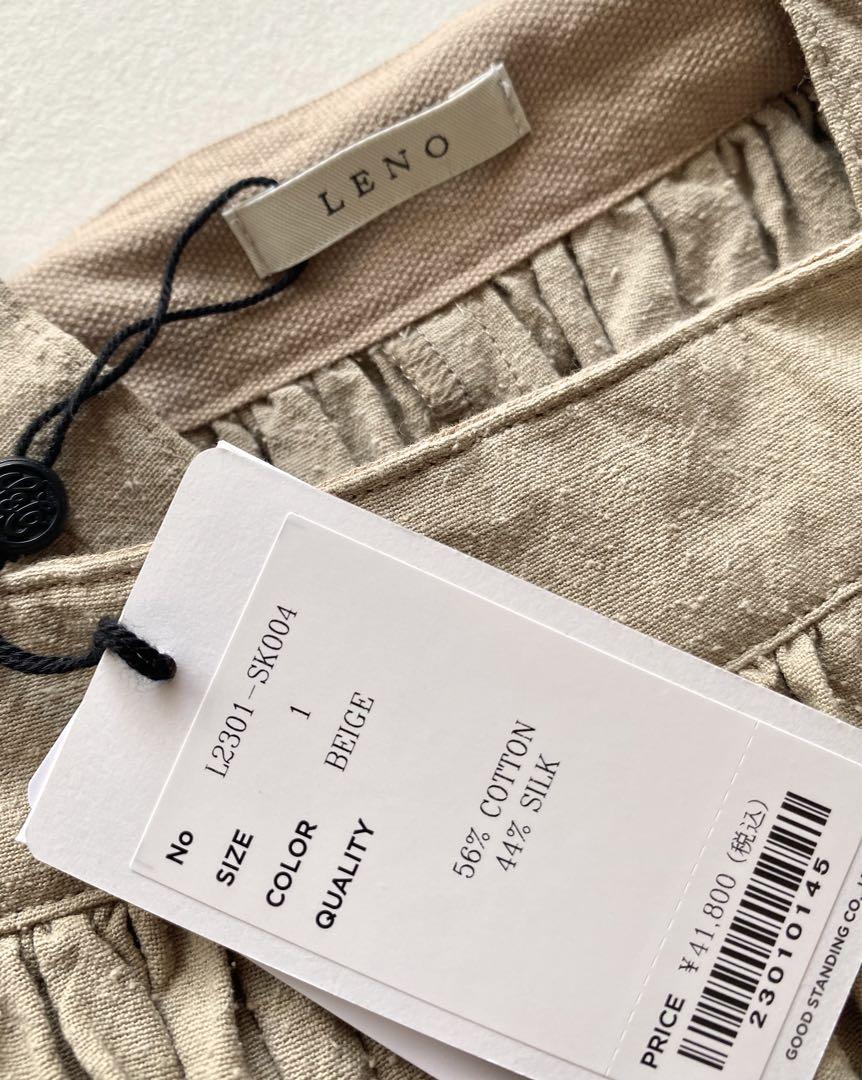 LENO
No L2301-SK004
SIZE 1
COLOR BEIGE
QUALITY
56% COTTON
44% SILK
PRICE ¥41,800 (税込)
23010145
GOOD STANDING CO.,